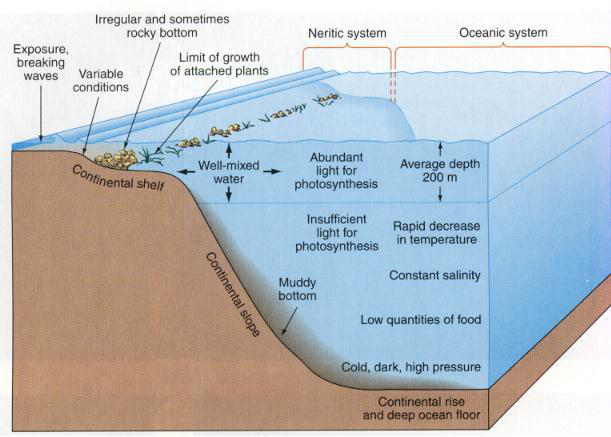 Irregular and sometimes
rocky bottom
Neritic system
Oceanic system
Exposure,
breaking
waves
Variable
conditions
Limit of growth
of attached plants
Continental shelf
Well-mixed
water
Abundant
light for
photosynthesis
Average depth
200 m
Insufficient
light for
photosynthesis
Rapid decrease
in temperature
Continental slope
Muddy
bottom
Constant salinity
Low quantities of food
Cold, dark, high pressure
Continental rise
and deep ocean floor